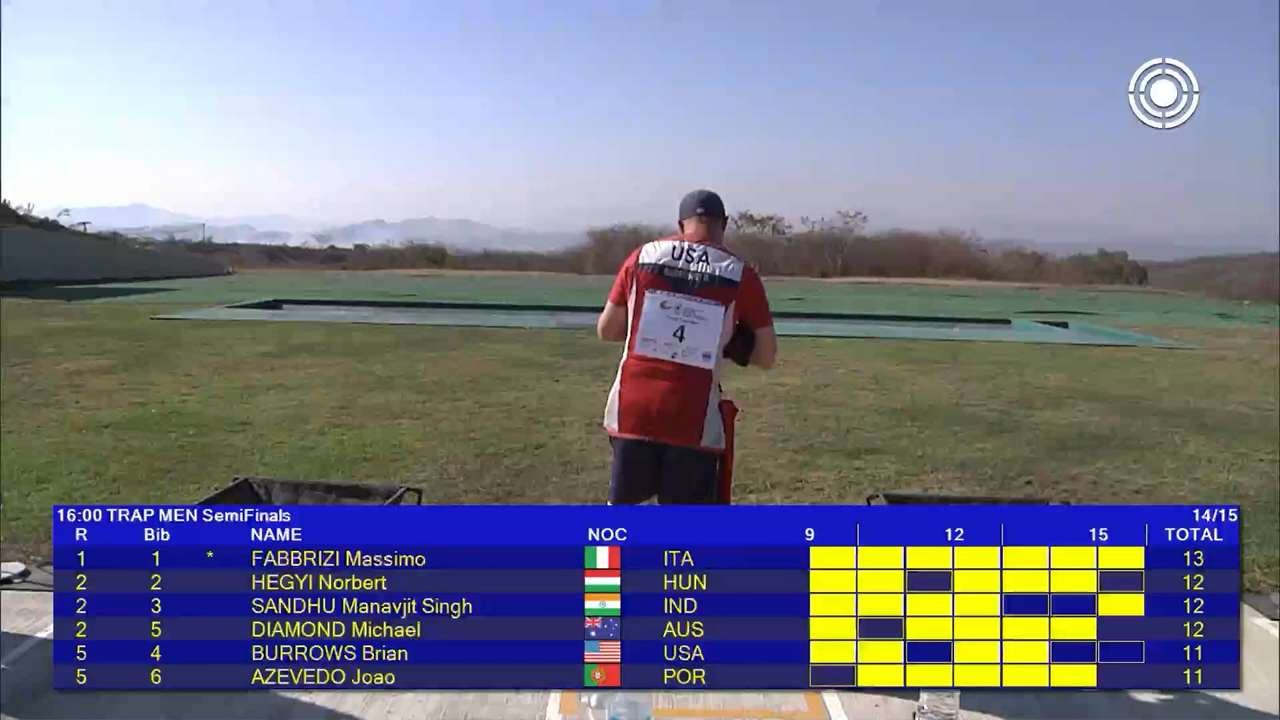 USA
4
16:00 TRAP MEN SemiFinals 14/15
R Bib NAME NOC 9 12 15 TOTAL
1 1 * FABBRIZI Massimo ITA 13
2 2 HEGYI Norbert HUN 12
2 3 SANDHU Manavjit Singh IND 12
2 5 DIAMOND Michael AUS 12
5 4 BURROWS Brian USA 11
5 6 AZEVEDO Joao POR 11